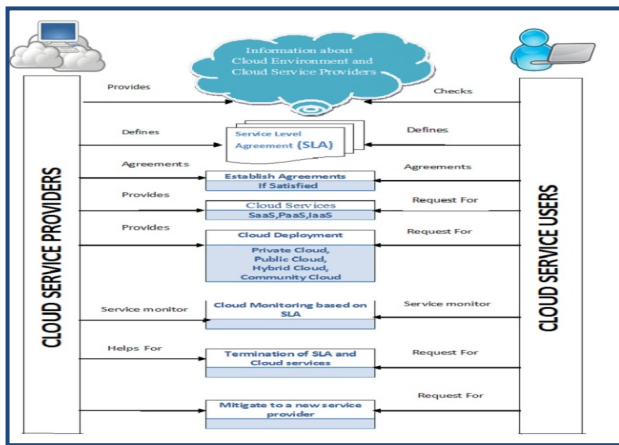 Information about
Cloud Environment and
Cloud Service Providers
Provides
Checks
Defines
Service Level
Agreement (SLA)
Defines
Agreements
Establish Agreements
If Satisfied
Agreements
Provides
Cloud Services
SaaS,PaaS,IaaS
Request For
Provides
Cloud Deployment
Request For
Private Cloud,
Public Cloud,
Hybrid Cloud,
Community Cloud
Service monitor
Cloud Monitoring based on
SLA
Service monitor
Helps For
Termination of SLA and
Cloud services
Request For
Mitigate to a new service
provider
Request For
CLOUD SERVICE PROVIDERS
CLOUD SERVICE USERS